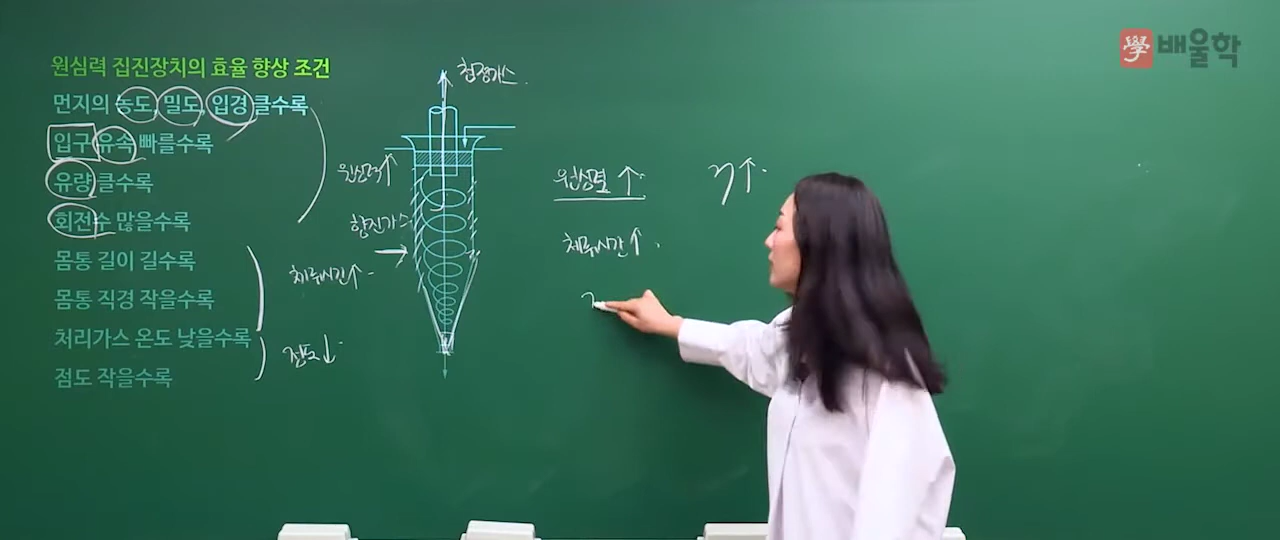 學 배울학
원심력 집진장치의 효율 향상 조건
먼지의 농도, 밀도, 입경 클수록
입구 유속 빠를수록
유량 클수록
회전수 많을수록
몸통 길이 길수록
몸통 직경 작을수록
처리가스 온도 낮을수록
점도 작을수록
원심력↑
체류시간↑
점도↓
청정가스
함진가스
원심력↑
η↑
체류시간↑